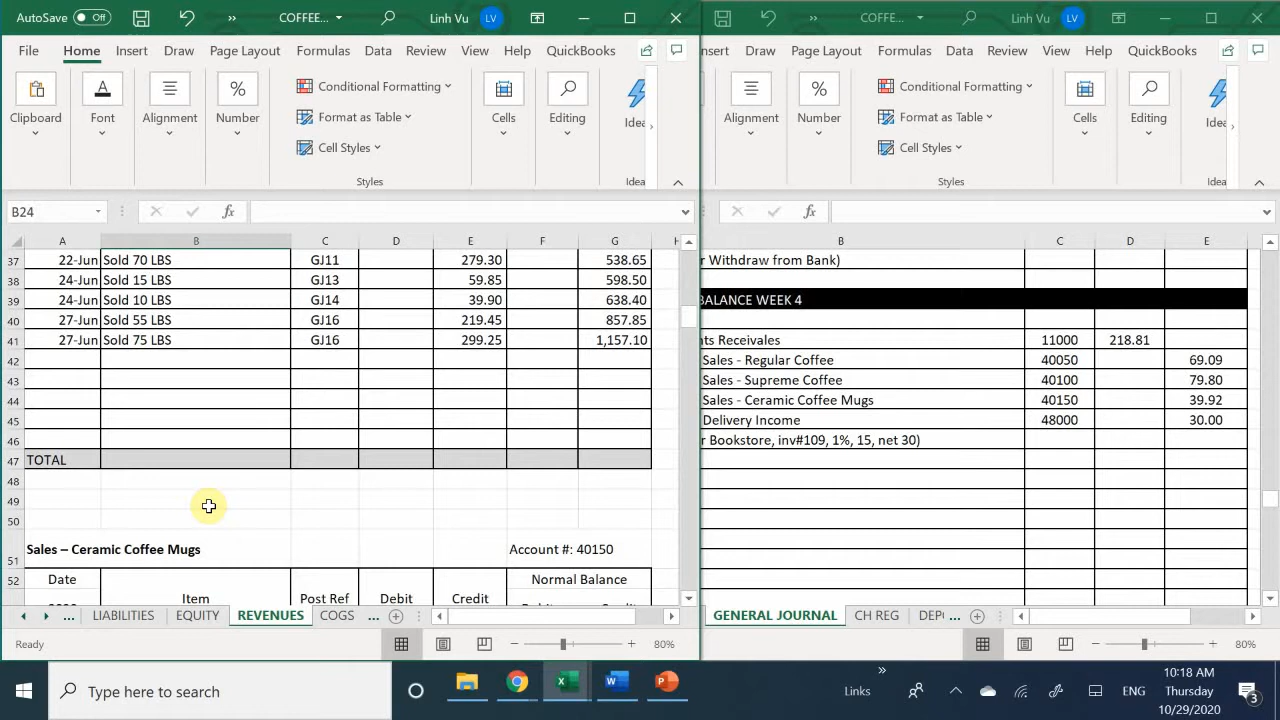 AutoSave Off COFFEE... Linh Vu LV
File Home Insert Draw Page Layout Formulas Data Review View Help QuickBooks
Clipboard Font Alignment Number Conditional Formatting Format as Table Cell Styles Styles Cells Editing Idea Idea
B24 fx
A B C D E F G H
37 22-Jun Sold 70 LBS GJ11 279.30 538.65
38 24-Jun Sold 15 LBS GJ13 59.85 598.50
39 24-Jun Sold 10 LBS GJ14 39.90 638.40
40 27-Jun Sold 55 LBS GJ16 219.45 857.85
41 27-Jun Sold 75 LBS GJ16 299.25 1,157.10
42
43
44
45
46
47 TOTAL
48
49
50
51 Sales – Ceramic Coffee Mugs Account #: 40150
52 Date Normal Balance
Item Post Ref Debit Credit
... LIABILITIES EQUITY REVENUES COGS ...
Ready 80%
COFFE... Linh Vu LV
nsert Draw Page Layout Formulas Data Review View Help QuickBooks
Alignment Number Conditional Formatting Format as Table Cell Styles Styles Cells Editing Idea Idea
fx
B C D E
r Withdraw from Bank)
BALANCE WEEK 4
nts Receivales 11000 218.81
Sales - Regular Coffee 40050 69.09
Sales - Supreme Coffee 40100 79.80
Sales - Ceramic Coffee Mugs 40150 39.92
Delivery Income 48000 30.00
r Bookstore, inv#109, 1%, 15, net 30)
GENERAL JOURNAL CH REG DEP( ...
80%
Type here to search
Links
ENG
10:18 AM
Thursday
10/29/2020
3